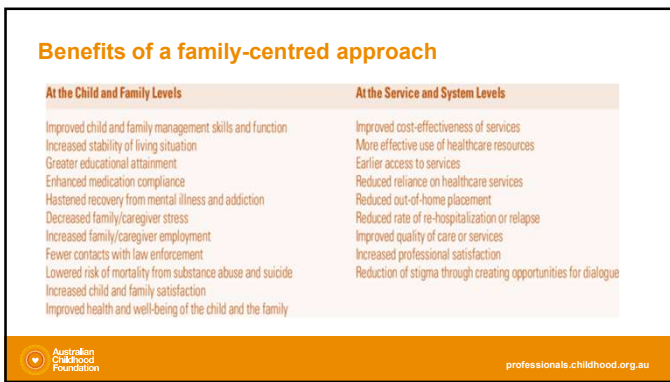 Benefits of a family-centred approach
At the Child and Family Levels
Improved child and family management skills and function
Increased stability of living situation
Greater educational attainment
Enhanced medication compliance
Hastened recovery from mental illness and addiction
Decreased family/caregiver stress
Increased family/caregiver employment
Fewer contacts with law enforcement
Lowered risk of mortality from substance abuse and suicide
Increased child and family satisfaction
Improved health and well-being of the child and the family
At the Service and System Levels
Improved cost-effectiveness of services
More effective use of healthcare resources
Earlier access to services
Reduced reliance on healthcare services
Reduced out-of-home placement
Reduced rate of re-hospitalization or relapse
Improved quality of care or services
Increased professional satisfaction
Reduction of stigma through creating opportunities for dialogue
Australian
Childhood
Foundation
professionals.childhood.org.au